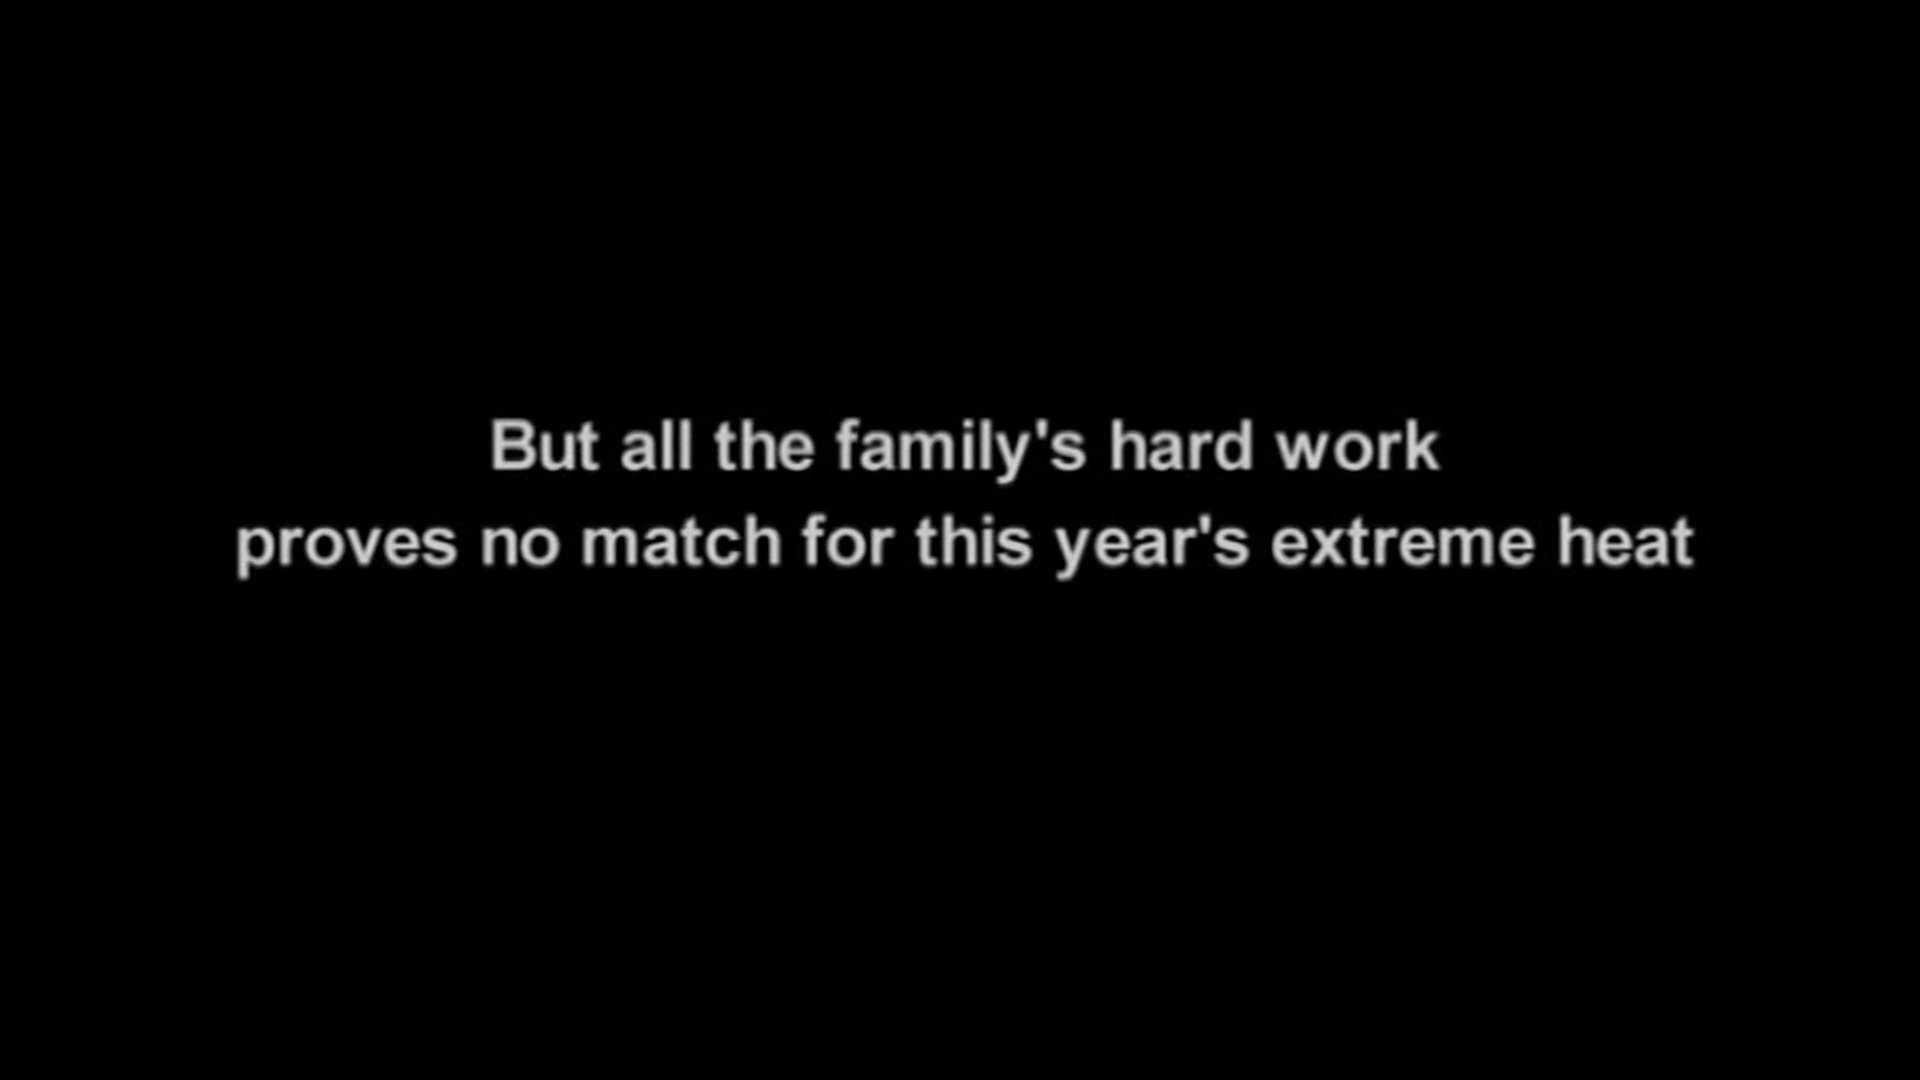 But all the family's hard work
proves no match for this year's extreme heat